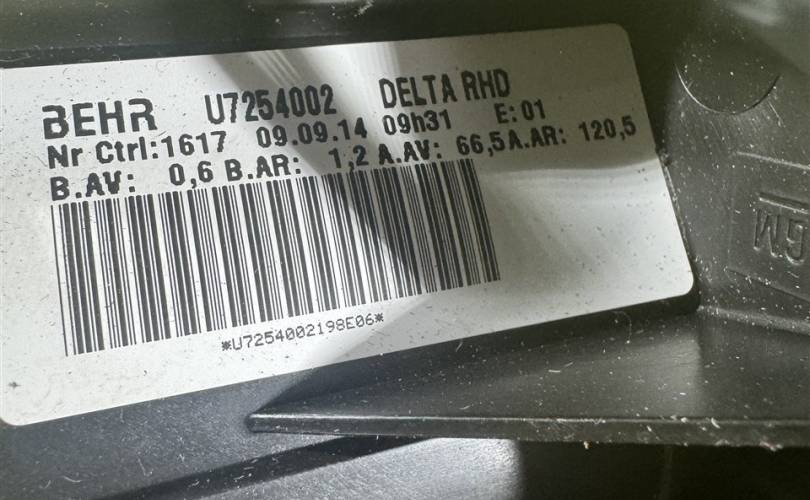 BEHR U7254002 DELTA RHD
Nr Ctrl:1617 09.09.14 09h31 E:01
B.AV: 0,6 B.AR: 1,2 A.AV: 66,5 A.AR: 120,5
*U7254002198E06*
GM